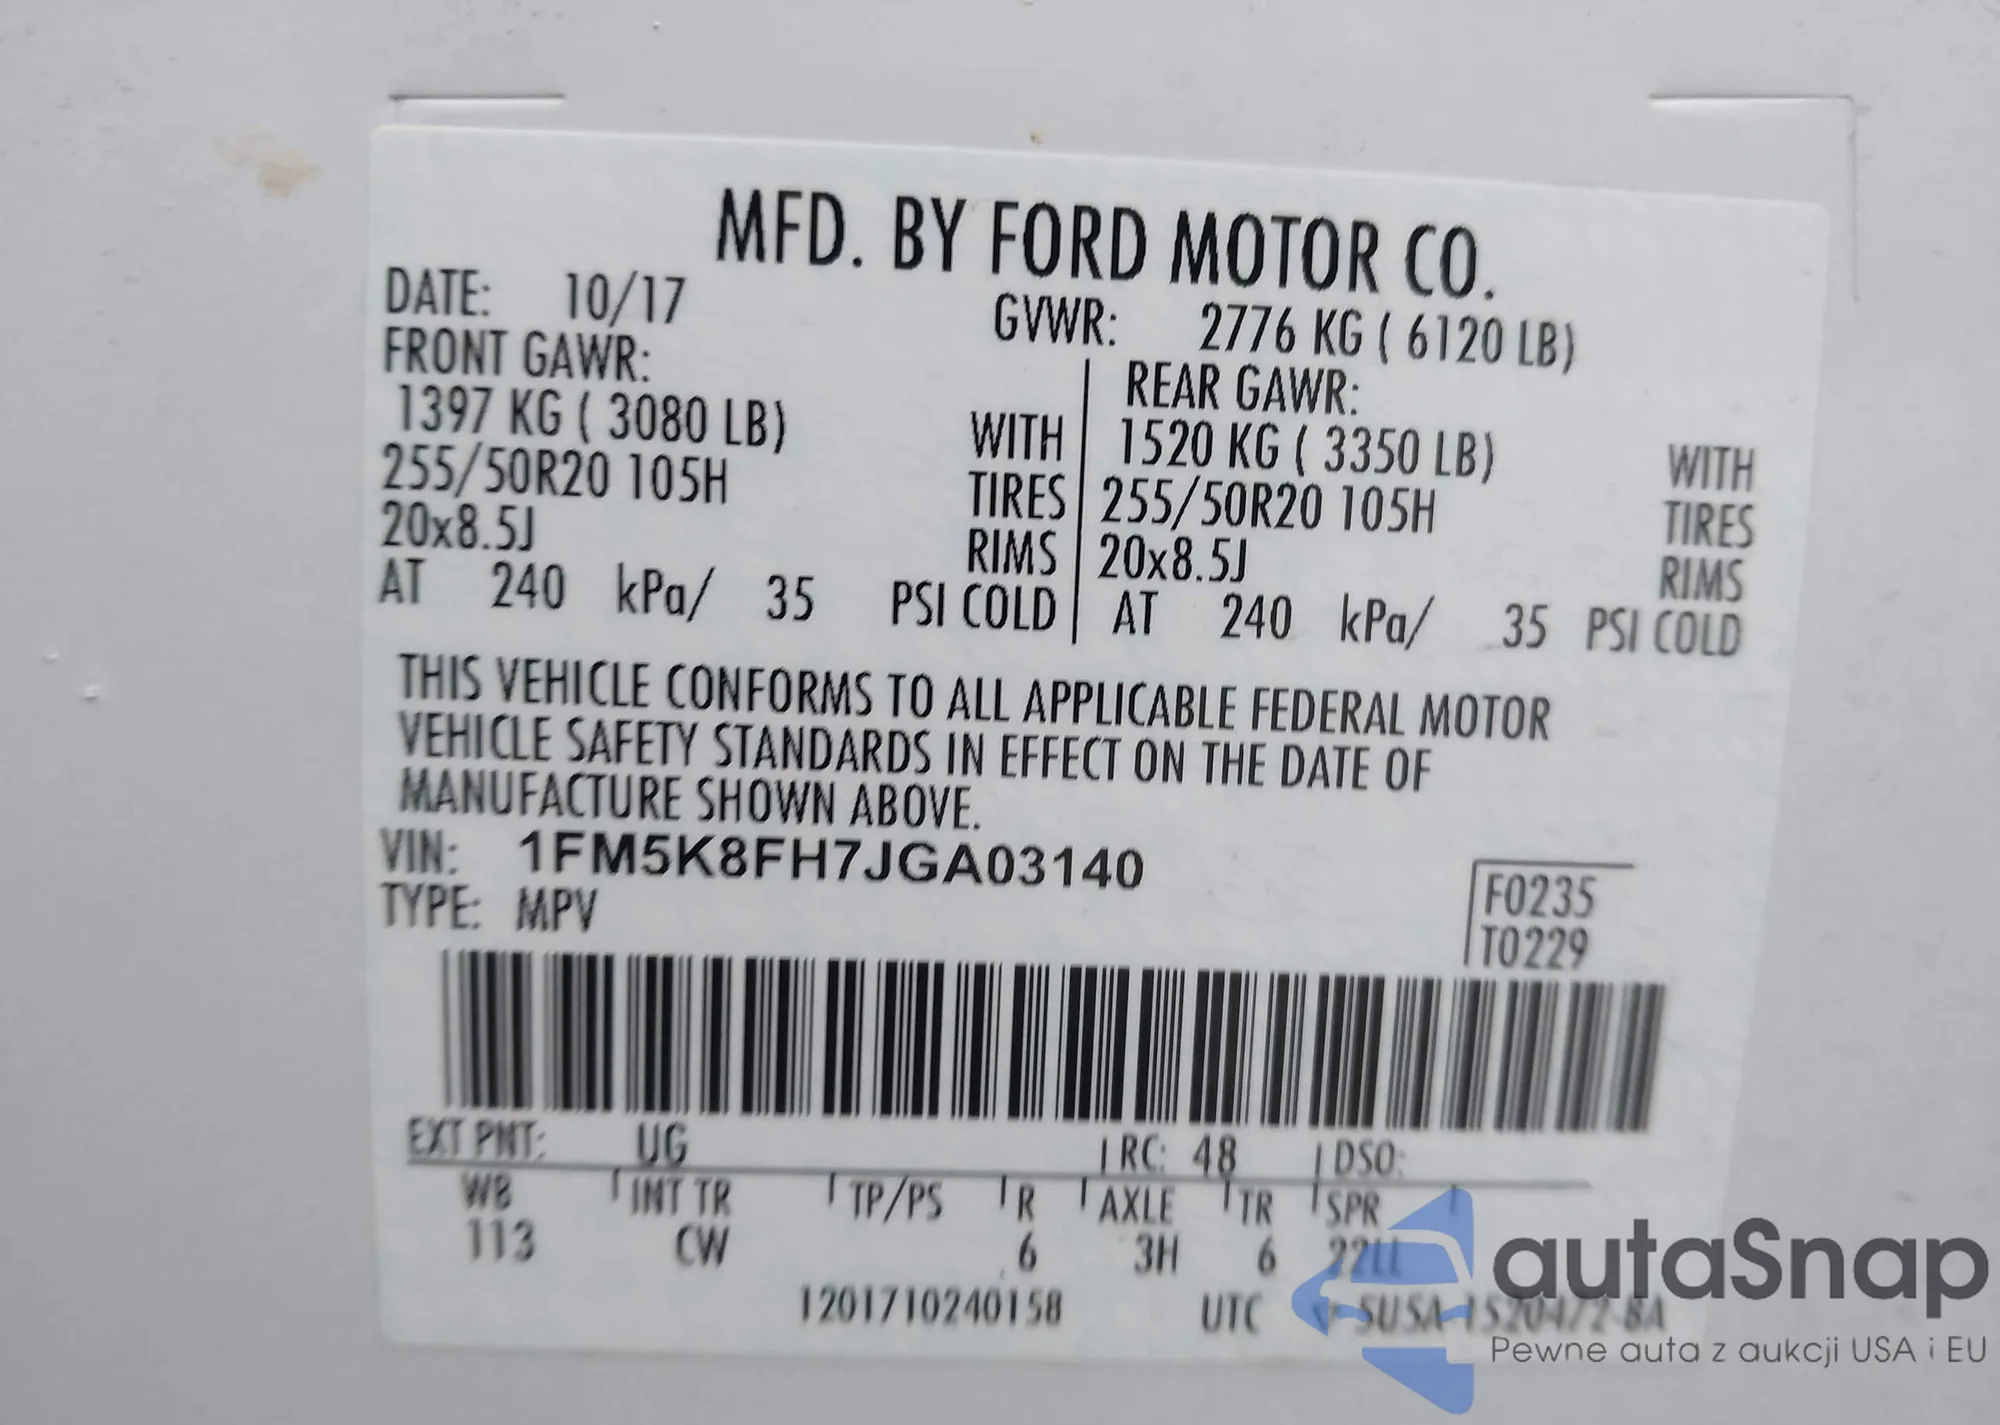 MFD. BY FORD MOTOR CO.
DATE: 10/17
GVWR: 2776 KG ( 6120 LB)
FRONT GAWR:
1397 KG ( 3080 LB) WITH
255/50R20 105H TIRES
20x8.5J RIMS
AT 240 kPa/ 35 PSI COLD
REAR GAWR:
1520 KG ( 3350 LB) WITH
255/50R20 105H TIRES
20x8.5J RIMS
AT 240 kPa/ 35 PSI COLD
THIS VEHICLE CONFORMS TO ALL APPLICABLE FEDERAL MOTOR
VEHICLE SAFETY STANDARDS IN EFFECT ON THE DATE OF
MANUFACTURE SHOWN ABOVE.
VIN: 1FM5K8FH7JGA03140
TYPE: MPV
F0235
T0229
EXT PNT: UG RC: 48 DSO:
WB INT TR TP/PS R AXLE TR SPR
113 CW 6 3H 6 22LL
1201710240158 UTC
autaSnap
Pewne auta z aukcji USA i EU